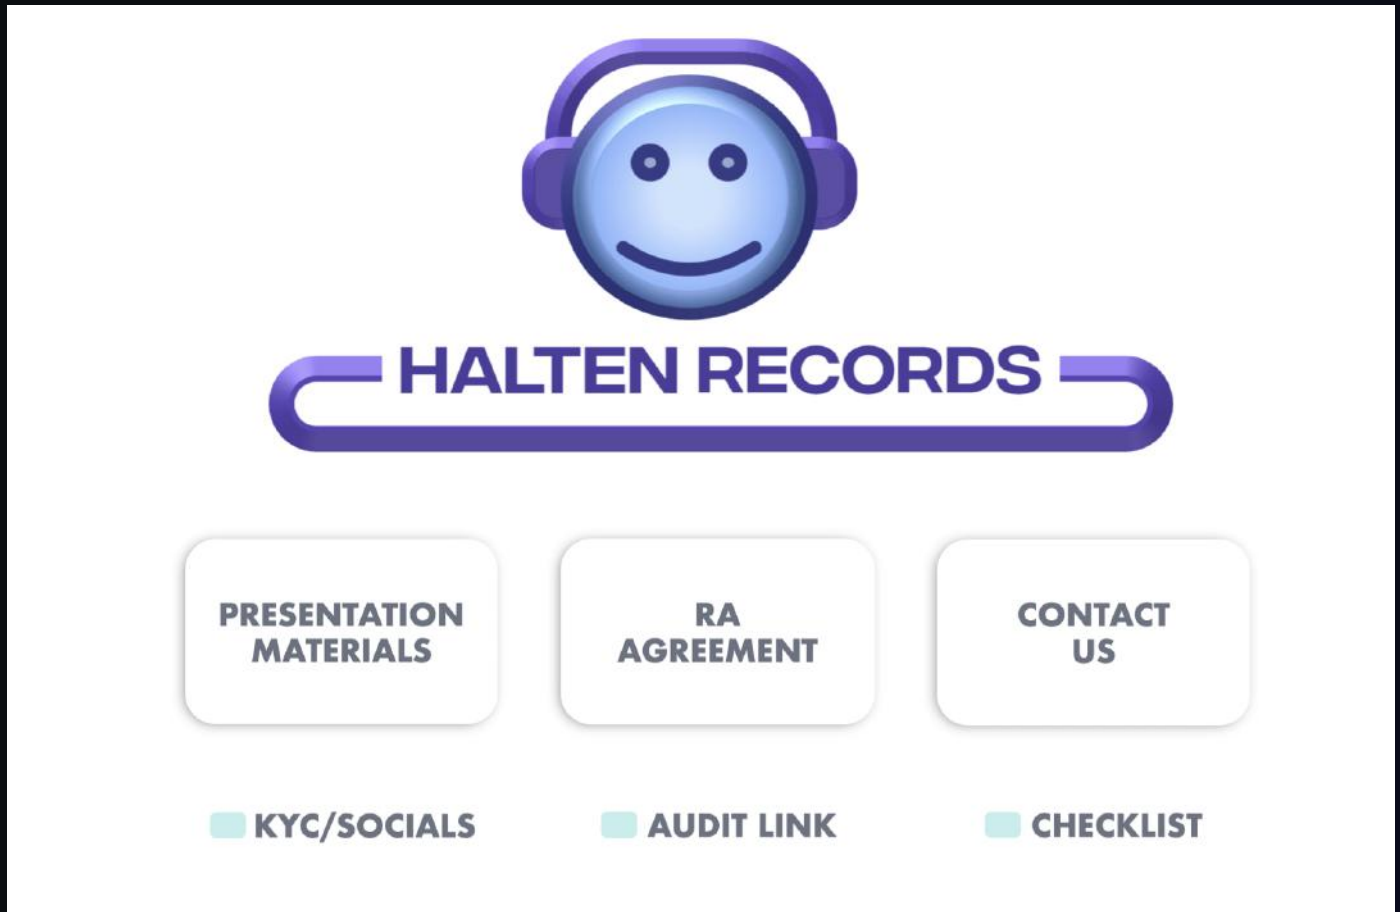 HALTEN RECORDS
PRESENTATION
MATERIALS
RA
AGREEMENT
CONTACT
US
KYC/SOCIALS
AUDIT LINK
CHECKLIST